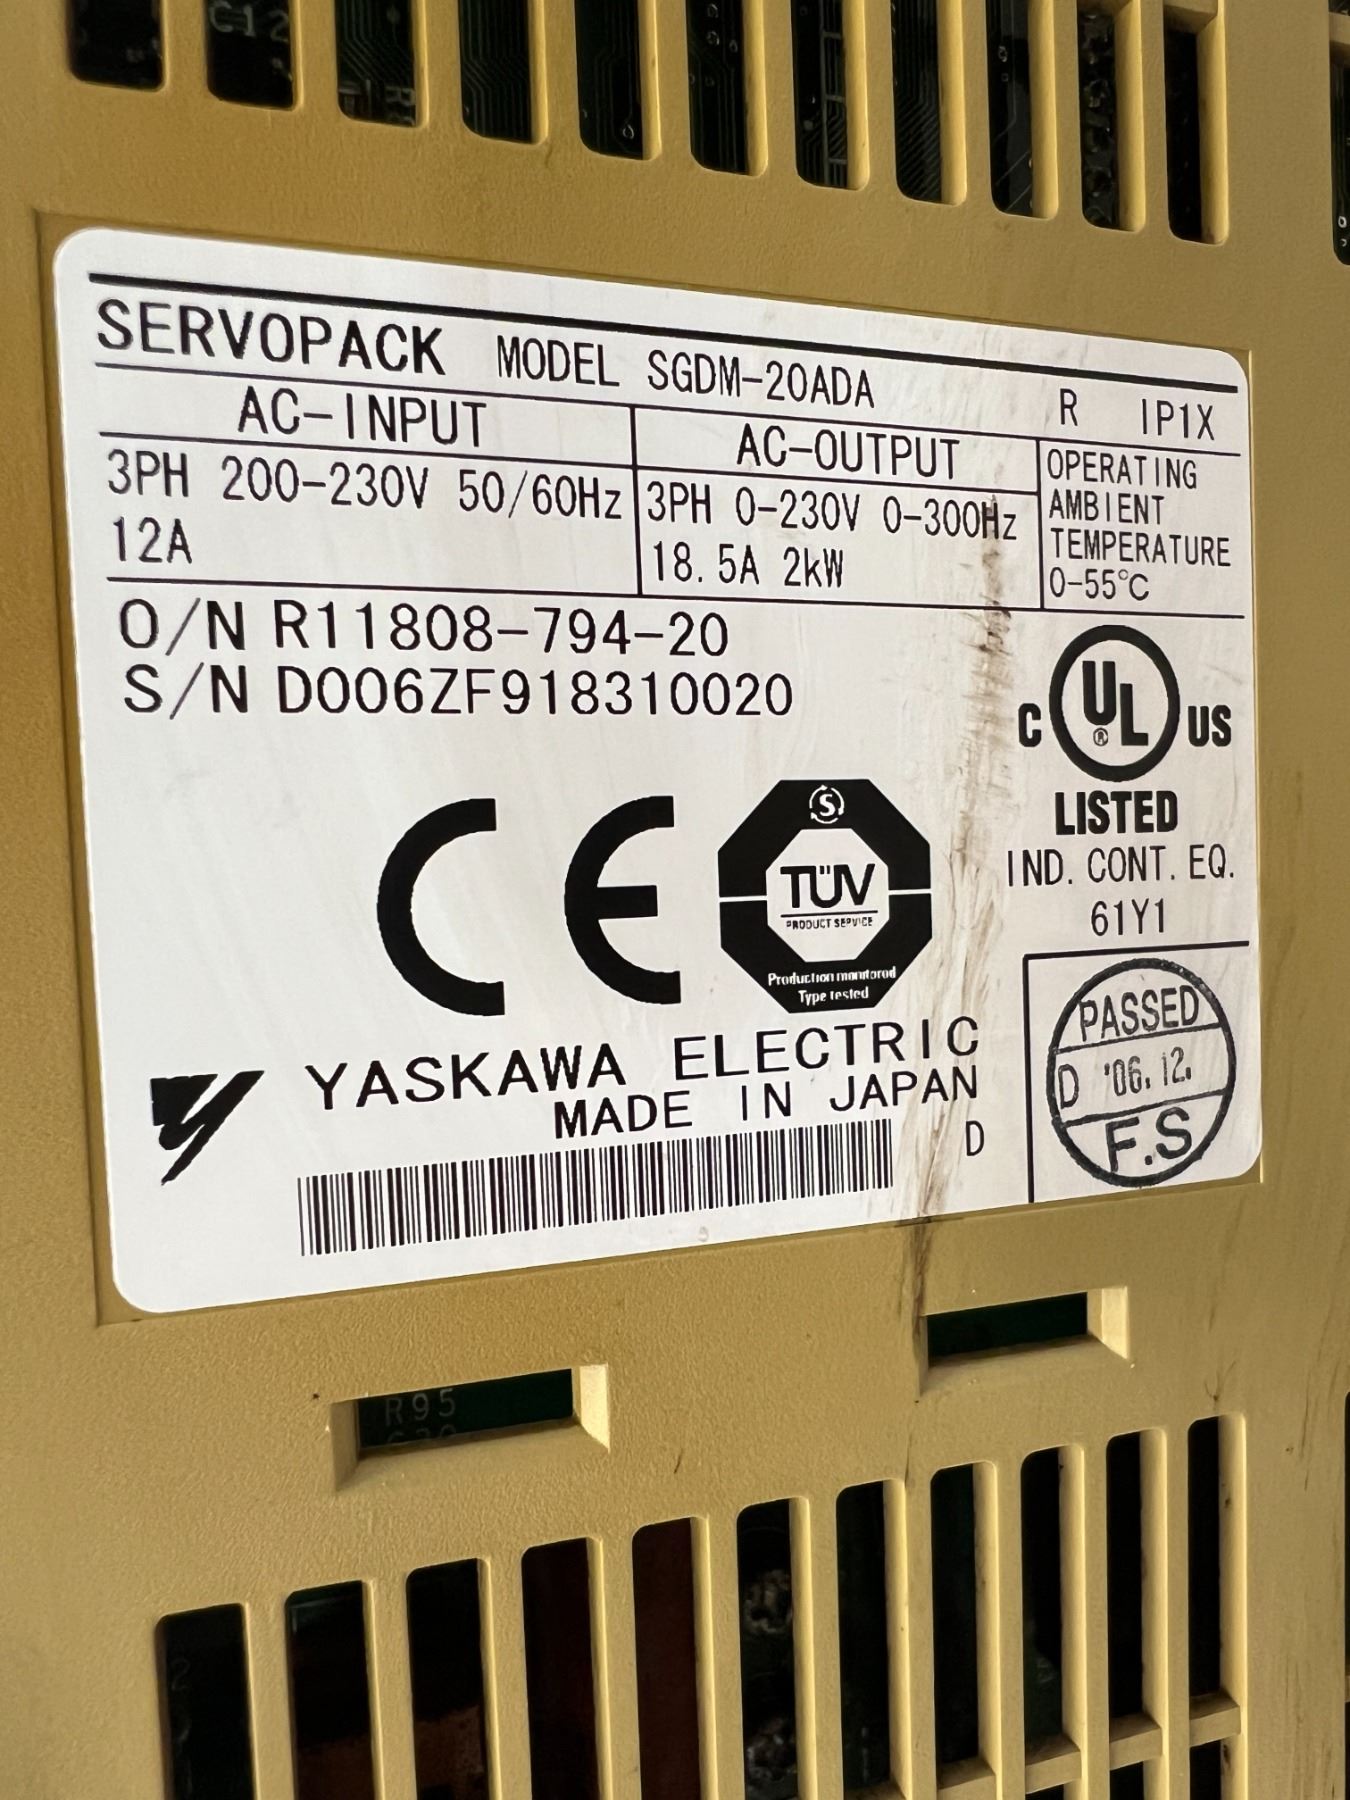 C12
R
SERVOPACK MODEL SGDM-20ADA R IP1X
AC-INPUT
3PH 200-230V 50/60Hz
12A
AC-OUTPUT
3PH 0-230V 0-300Hz
18.5A 2kW
OPERATING
AMBIENT
TEMPERATURE
0-55°C
O/N R11808-794-20
S/N D006ZF918310020
C UL® US
LISTED
IND. CONT. EQ.
61Y1
CE
S
TÜV
PRODUCT SERVICE
Production monitored
Type tested
YASKAWA ELECTRIC
MADE IN JAPAN
D
PASSED
D '06.12.
F.S
R95